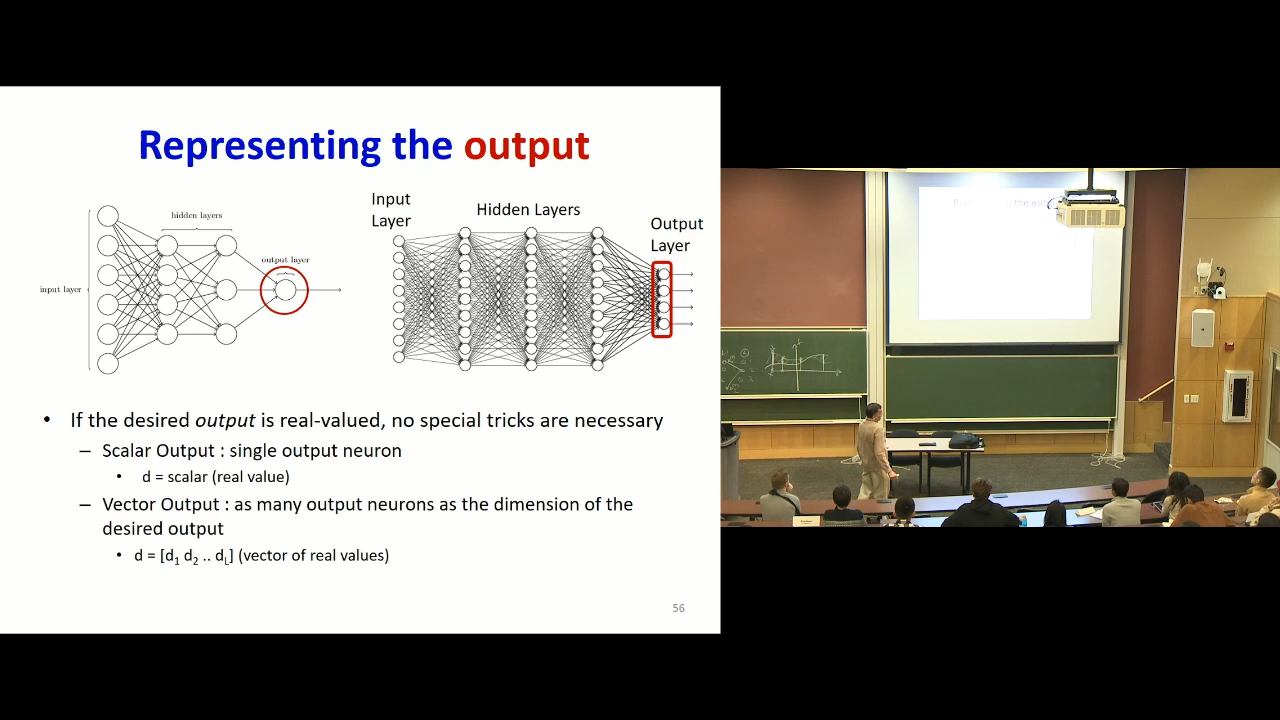 Representing the output
hidden layers
output layer
input layer
Input
Layer
Hidden Layers
Output
Layer
• If the desired output is real-valued, no special tricks are necessary
– Scalar Output : single output neuron
• d = scalar (real value)
– Vector Output : as many output neurons as the dimension of the
desired output
• d = [d₁ d₂ .. d_L] (vector of real values)
56